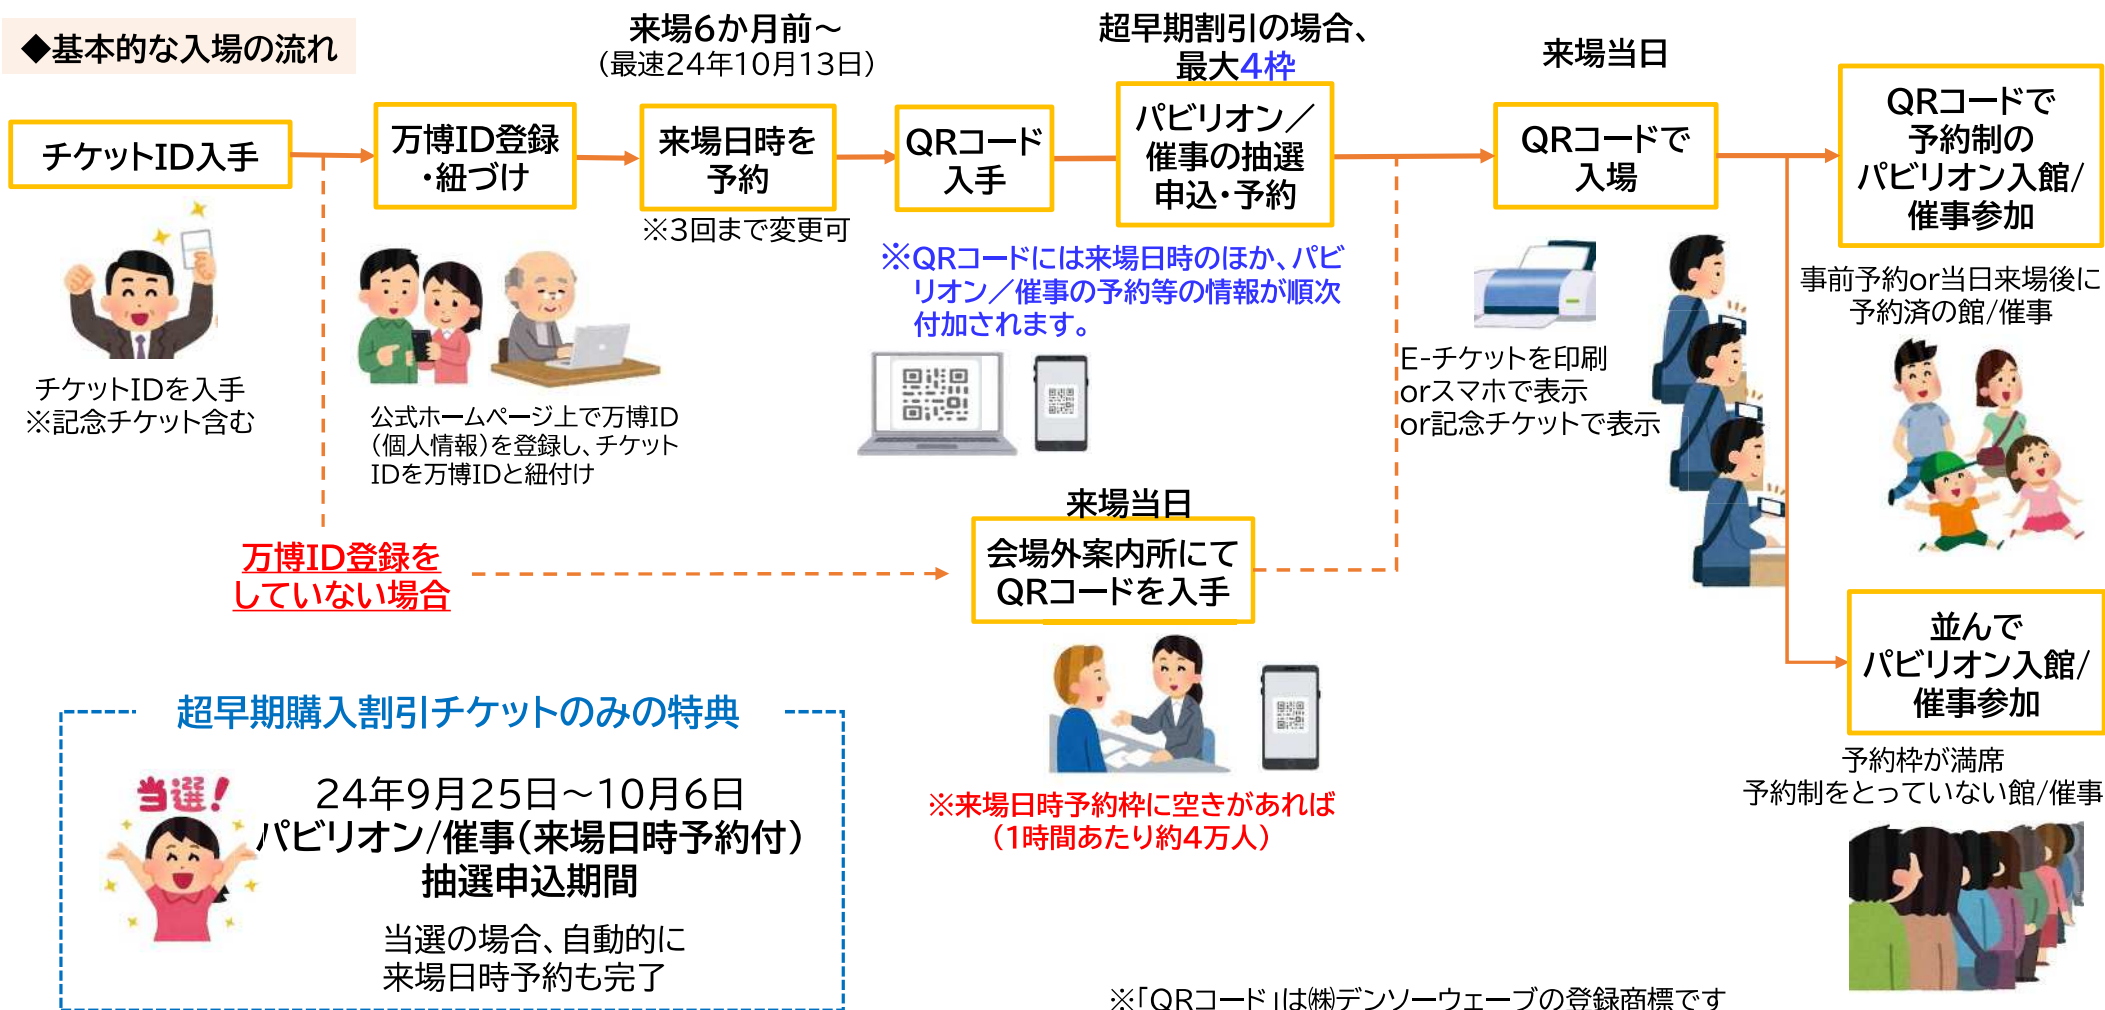 ◆基本的な入場の流れ
チケットID入手
チケットIDを入手
※記念チケット含む
万博ID登録
・紐づけ
公式ホームページ上で万博ID
（個人情報）を登録し、チケット
IDを万博IDと紐付け
来場6か月前～
（最速24年10月13日）
来場日時を
予約
※3回まで変更可
QRコード
入手
超早期割引の場合、
最大4枠
パビリオン／
催事の抽選
申込・予約
※QRコードには来場日時のほか、パビ
リオン／催事の予約等の情報が順次
付加されます。
来場当日
QRコードで
入場
E-チケットを印刷
orスマホで表示
or記念チケットで表示
QRコードで
予約制の
パビリオン入館/
催事参加
事前予約or当日来場後に
予約済の館/催事
万博ID登録を
していない場合
来場当日
会場外案内所にて
QRコードを入手
※来場日時予約枠に空きがあれば
（1時間あたり約4万人）
並んで
パビリオン入館/
催事参加
予約枠が満席
予約制をとっていない館/催事
超早期購入割引チケットのみの特典
当選！
24年9月25日～10月6日
パビリオン/催事（来場日時予約付）
抽選申込期間
当選の場合、自動的に
来場日時予約も完了
※「QRコード」は㈱デンソーウェーブの登録商標です